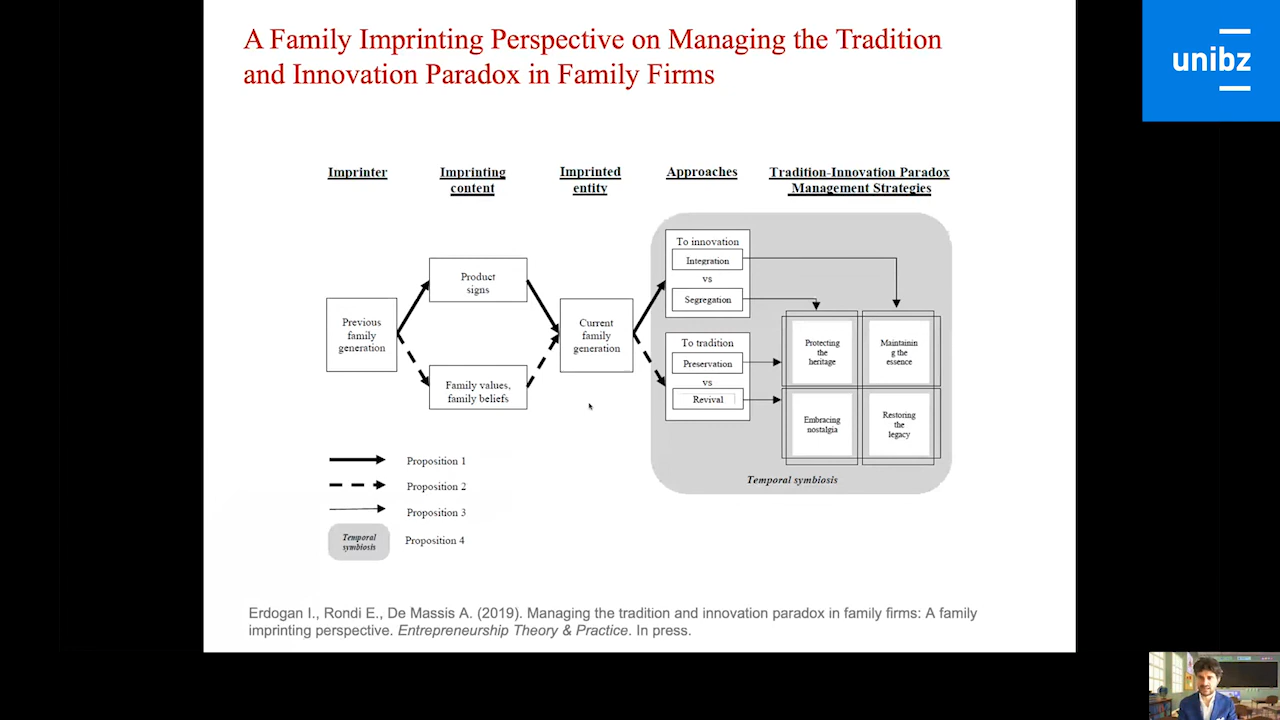 A Family Imprinting Perspective on Managing the Tradition
and Innovation Paradox in Family Firms
unibz
Imprinter
Imprinting
content
Imprinted
entity
Approaches
Tradition-Innovation Paradox
Management Strategies
Previous
family
generation
Product
signs
Family values,
family beliefs
Current
family
generation
To innovation
Integration
vs
Segregation
To tradition
Preservation
vs
Revival
Protecting
the
heritage
Maintainin
g the
essence
Embracing
nostalgia
Restoring
the
legacy
Temporal symbiosis
Proposition 1
Proposition 2
Proposition 3
Temporal
symbiosis
Proposition 4
Erdogan I., Rondi E., De Massis A. (2019). Managing the tradition and innovation paradox in family firms: A family
imprinting perspective. Entrepreneurship Theory & Practice. In press.